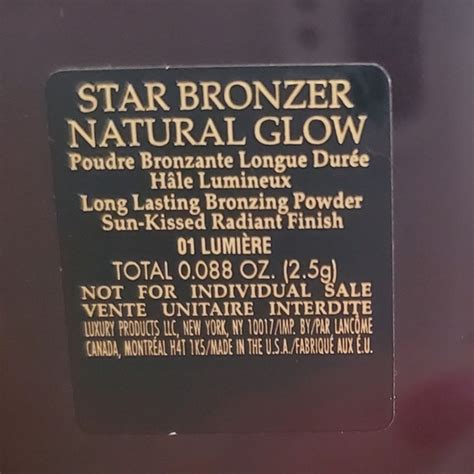 STAR BRONZER
NATURAL GLOW
Poudre Bronzante Longue Durée
Hâle Lumineux
Long Lasting Bronzing Powder
Sun-Kissed Radiant Finish
01 LUMIÈRE
TOTAL 0.088 OZ. (2.5g)
NOT FOR INDIVIDUAL SALE
VENTE UNITAIRE INTERDITE
LUXURY PRODUCTS LLC, NEW YORK, NY 10017/IMP. BY/PAR LANCÔME
CANADA, MONTRÉAL H4T 1K5/MADE IN THE U.S.A./FABRIQUÉ AUX É.U.